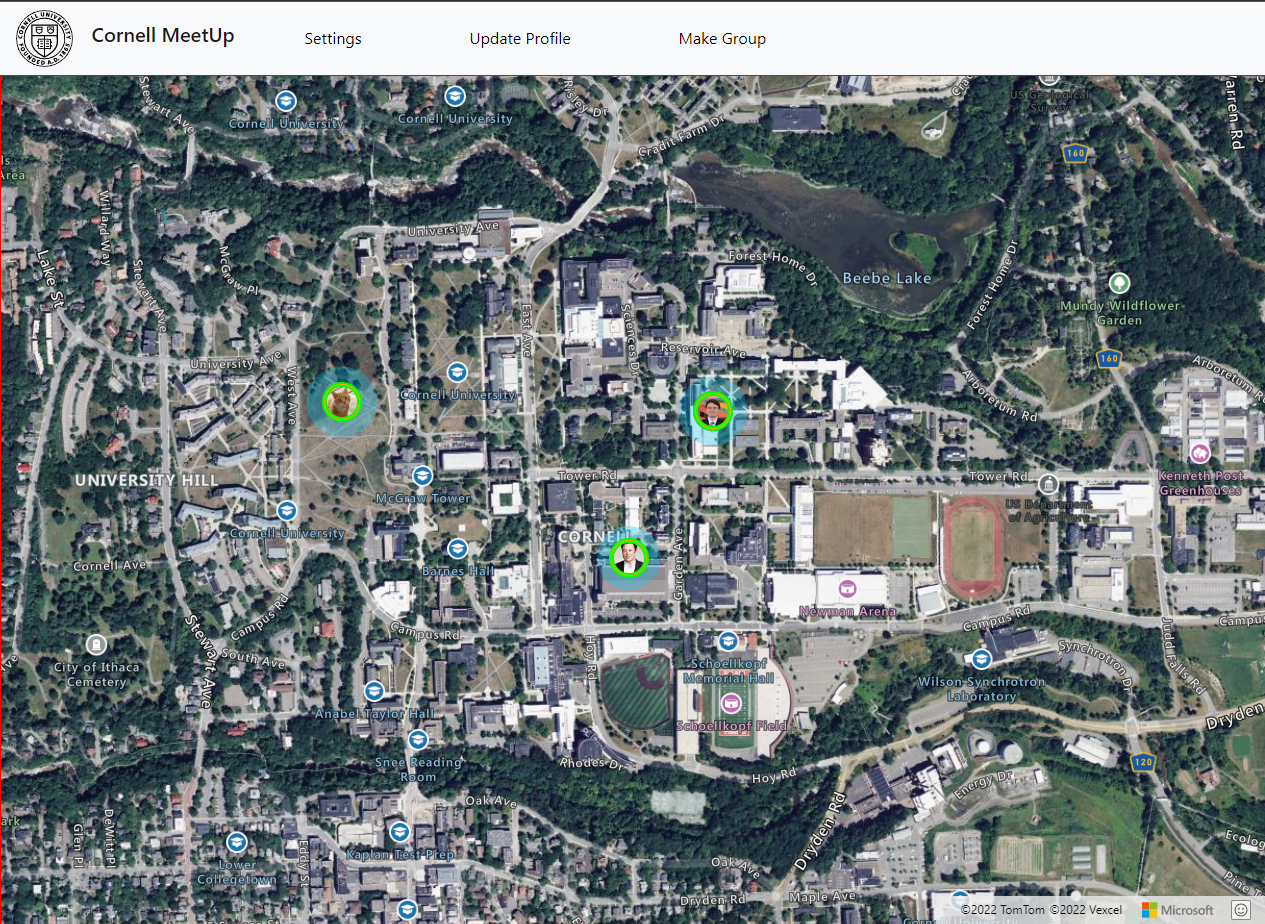 CORNELL UNIVERSITY FOUNDED A.D. 1865
Cornell MeetUp
Settings
Update Profile
Make Group
Stewart Ave
Cornell University
Cornell University
Risley Dr
Cradit Farm Dr
US Geological
Survey
Warren Rd
160
ls
Area
Willard Way
Lake St
Stewart Ave
McGraw Pl
University Ave
East Ave
Sciences Dr
Forest Home Dr
Beebe Lake
Forest Home Dr
Mundy Wildflower
Garden
160
University Ave
West Ave
Cornell University
Reservoir Ave
Arboretum Rd
Arboretum Rd
UNIVERSITY HILL
McGraw Tower
Tower Rd
Tower Rd
Kenneth Post
Greenhouses
US Department
of Agriculture
Cornell University
CORNELL
Barnes Hall
Garden Ave
Cornell Ave
Campus Rd
Newman Arena
Campus Rd
Campus
Campus Rd
Stewart Ave
South Ave
City of Ithaca
Cemetery
Hoy Rd
Schoellkopf
Memorial Hall
Synchrotron Dr
Judd Falls Rd
Wilson Synchrotron
Laboratory
Anabel Taylor Hall
Schoellkopf Field
Dryden
Snee Reading
Room
Rhodes Dr
Hoy Rd
120
Energy Dr
Oak Ave
Dryden Rd
ark
Glen Pl
DeWitt Pl
Eddy St
Kaplan Test Prep
Lower
Collegetown
Oak Ave
Dryden Rd
Maple Ave
Ecolog
Pine T
©2022 TomTom ©2022 Vexcel
Microsoft